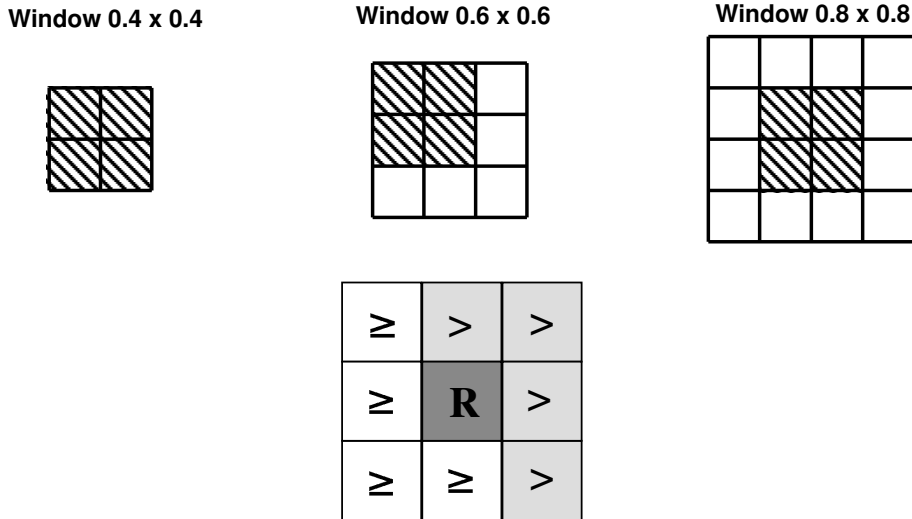 Window 0.4 x 0.4
Window 0.6 x 0.6
Window 0.8 x 0.8
≥ > >
≥ R >
≥ ≥ >